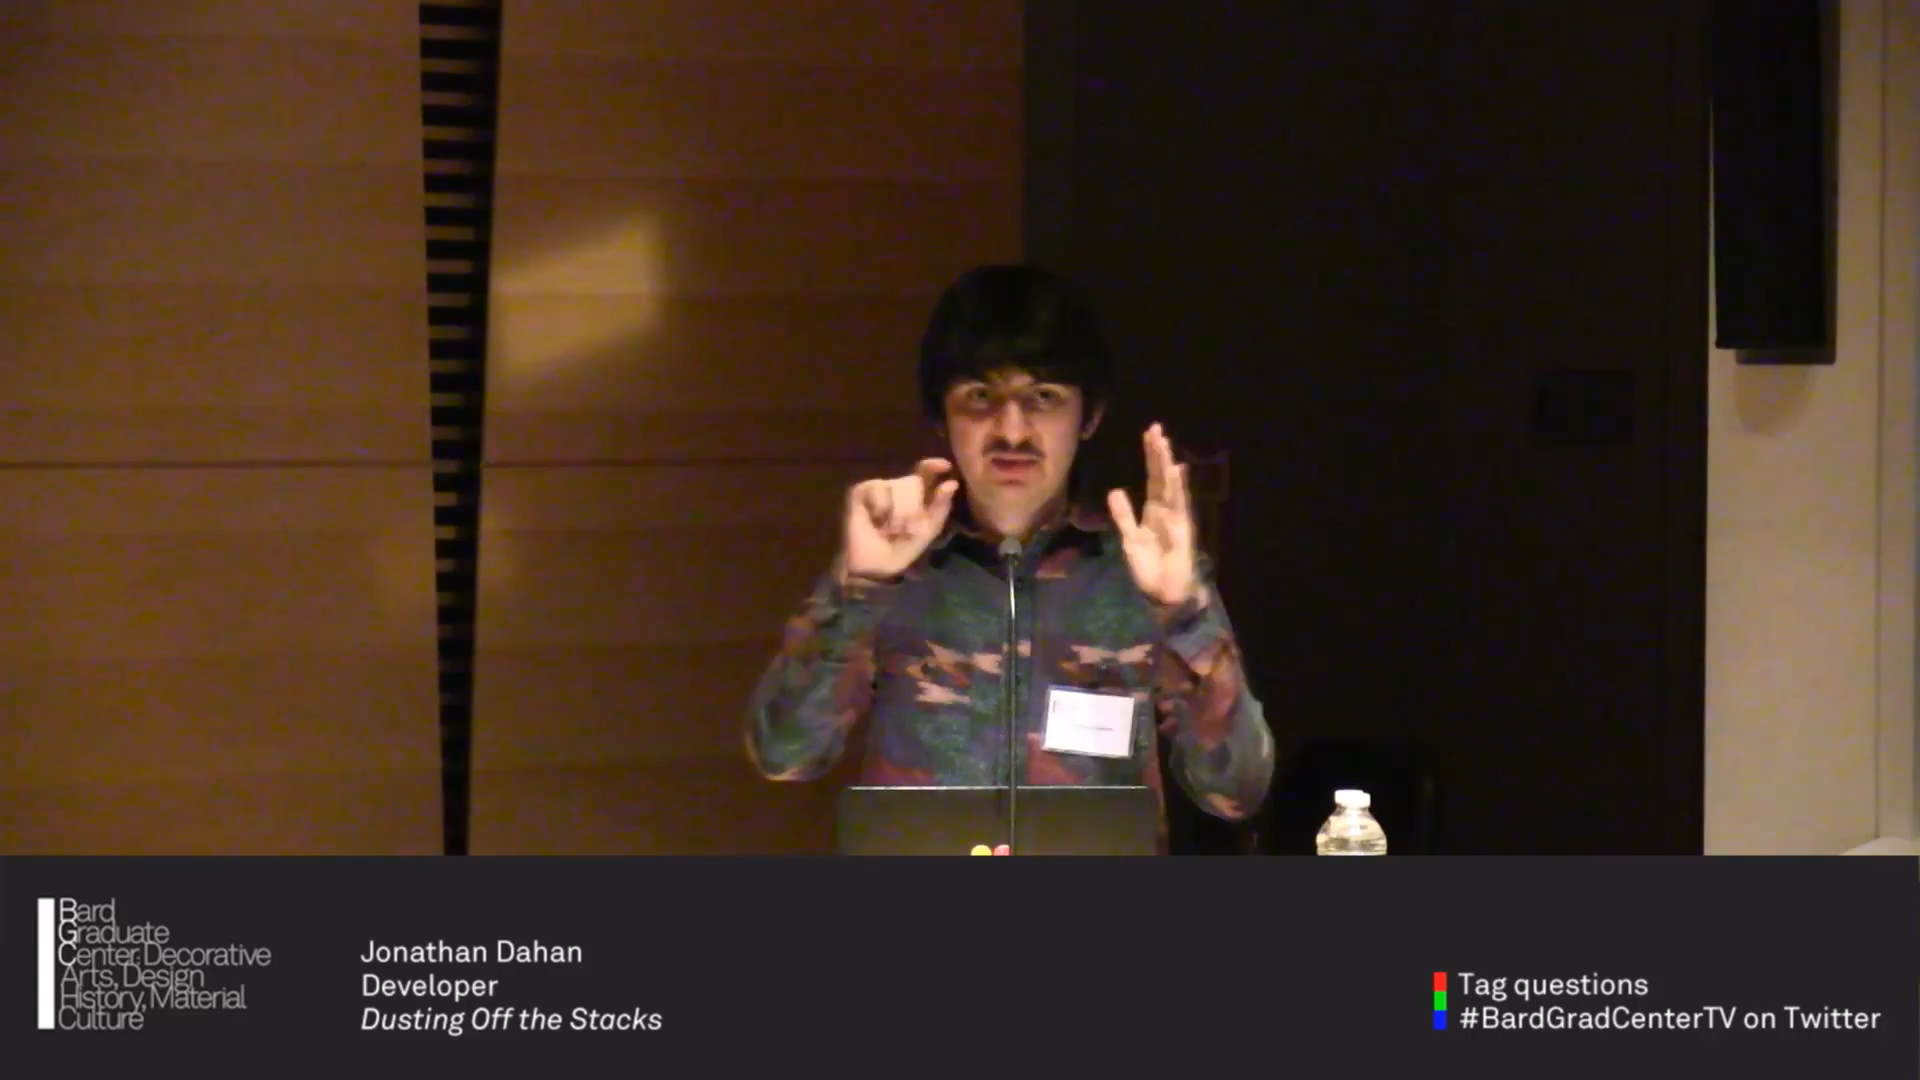 Bard
Graduate
Center: Decorative
Arts, Design
History, Material
Culture
Jonathan Dahan
Developer
Dusting Off the Stacks
Tag questions
#BardGradCenterTV on Twitter